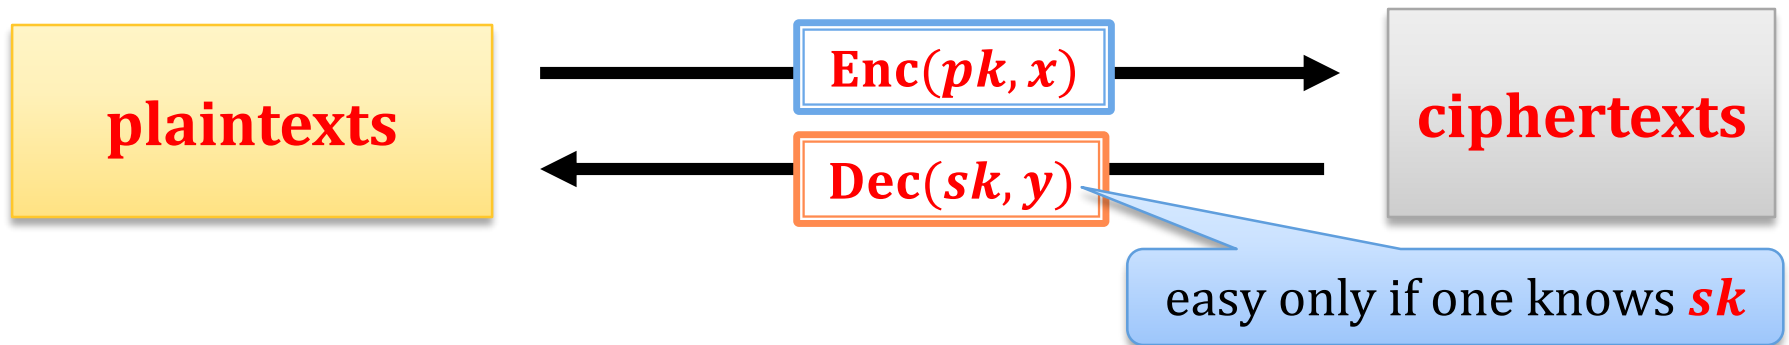 plaintexts
Enc(pk, x)
ciphertexts
Dec(sk, y)
easy only if one knows sk